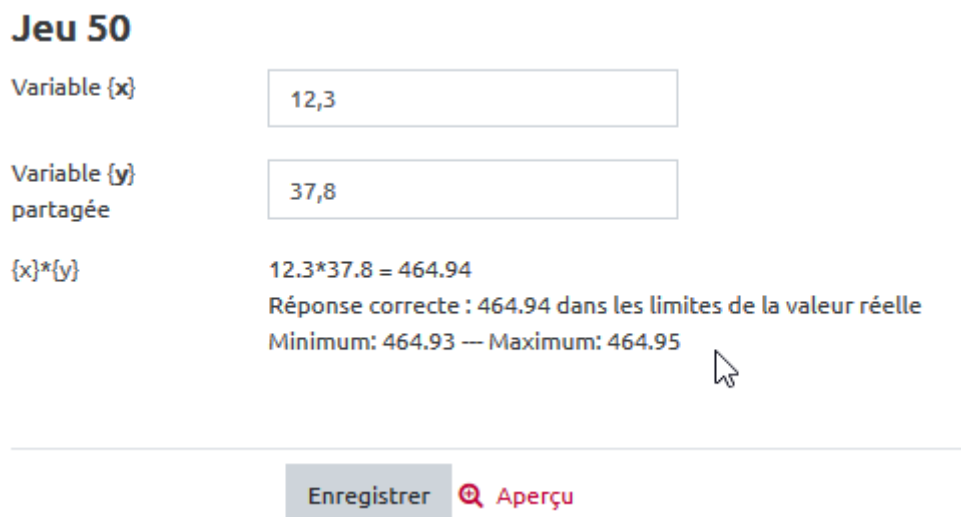 Jeu 50
Variable {x}
12,3
Variable {y}
partagée
37,8
{x}*{y}
12.3*37.8 = 464.94
Réponse correcte : 464.94 dans les limites de la valeur réelle
Minimum: 464.93 --- Maximum: 464.95
Enregistrer
Aperçu